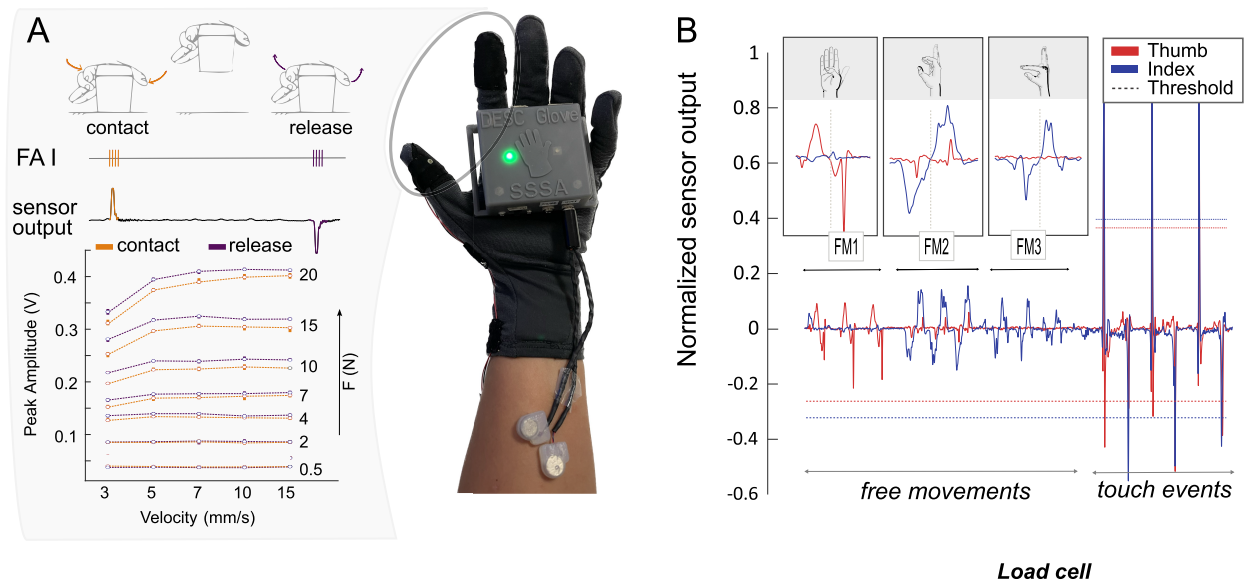 A
contact
release
FA I
sensor
output
contact
release
Peak Amplitude (V)
0.4
0.3
0.2
0.1
20
15
10
7
4
2
0.5
F (N)
3 5 7 10 15
Velocity (mm/s)
DESC Glove
SSSA
B
Normalized sensor output
1
0.8
0.6
0.4
0.2
0
-0.2
-0.4
-0.6
Thumb
Index
Threshold
FM1
FM2
FM3
free movements
touch events
Load cell